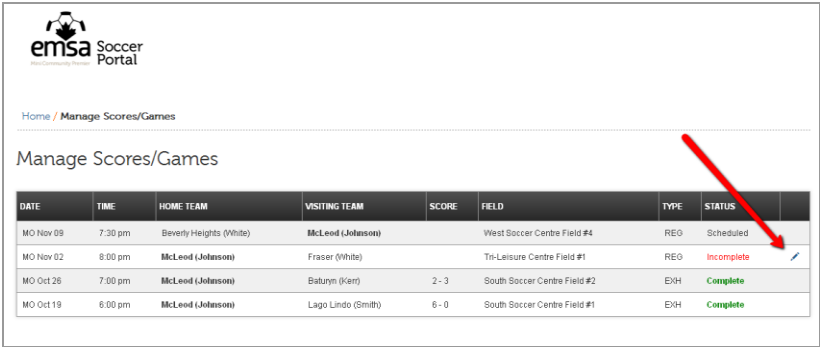 emsa Soccer
Portal
Mini Community Premier
Home / Manage Scores/Games
Manage Scores/Games
DATE TIME HOME TEAM VISITING TEAM SCORE FIELD TYPE STATUS
MO Nov 09 7:30 pm Beverly Heights (White) McLeod (Johnson) West Soccer Centre Field #4 REG Scheduled
MO Nov 02 8:00 pm McLeod (Johnson) Fraser (White) Tri-Leisure Centre Field #1 REG Incomplete
MO Oct 26 7:00 pm McLeod (Johnson) Baturyn (Kerr) 2 - 3 South Soccer Centre Field #2 EXH Complete
MO Oct 19 6:00 pm McLeod (Johnson) Lago Lindo (Smith) 6 - 0 South Soccer Centre Field #1 EXH Complete